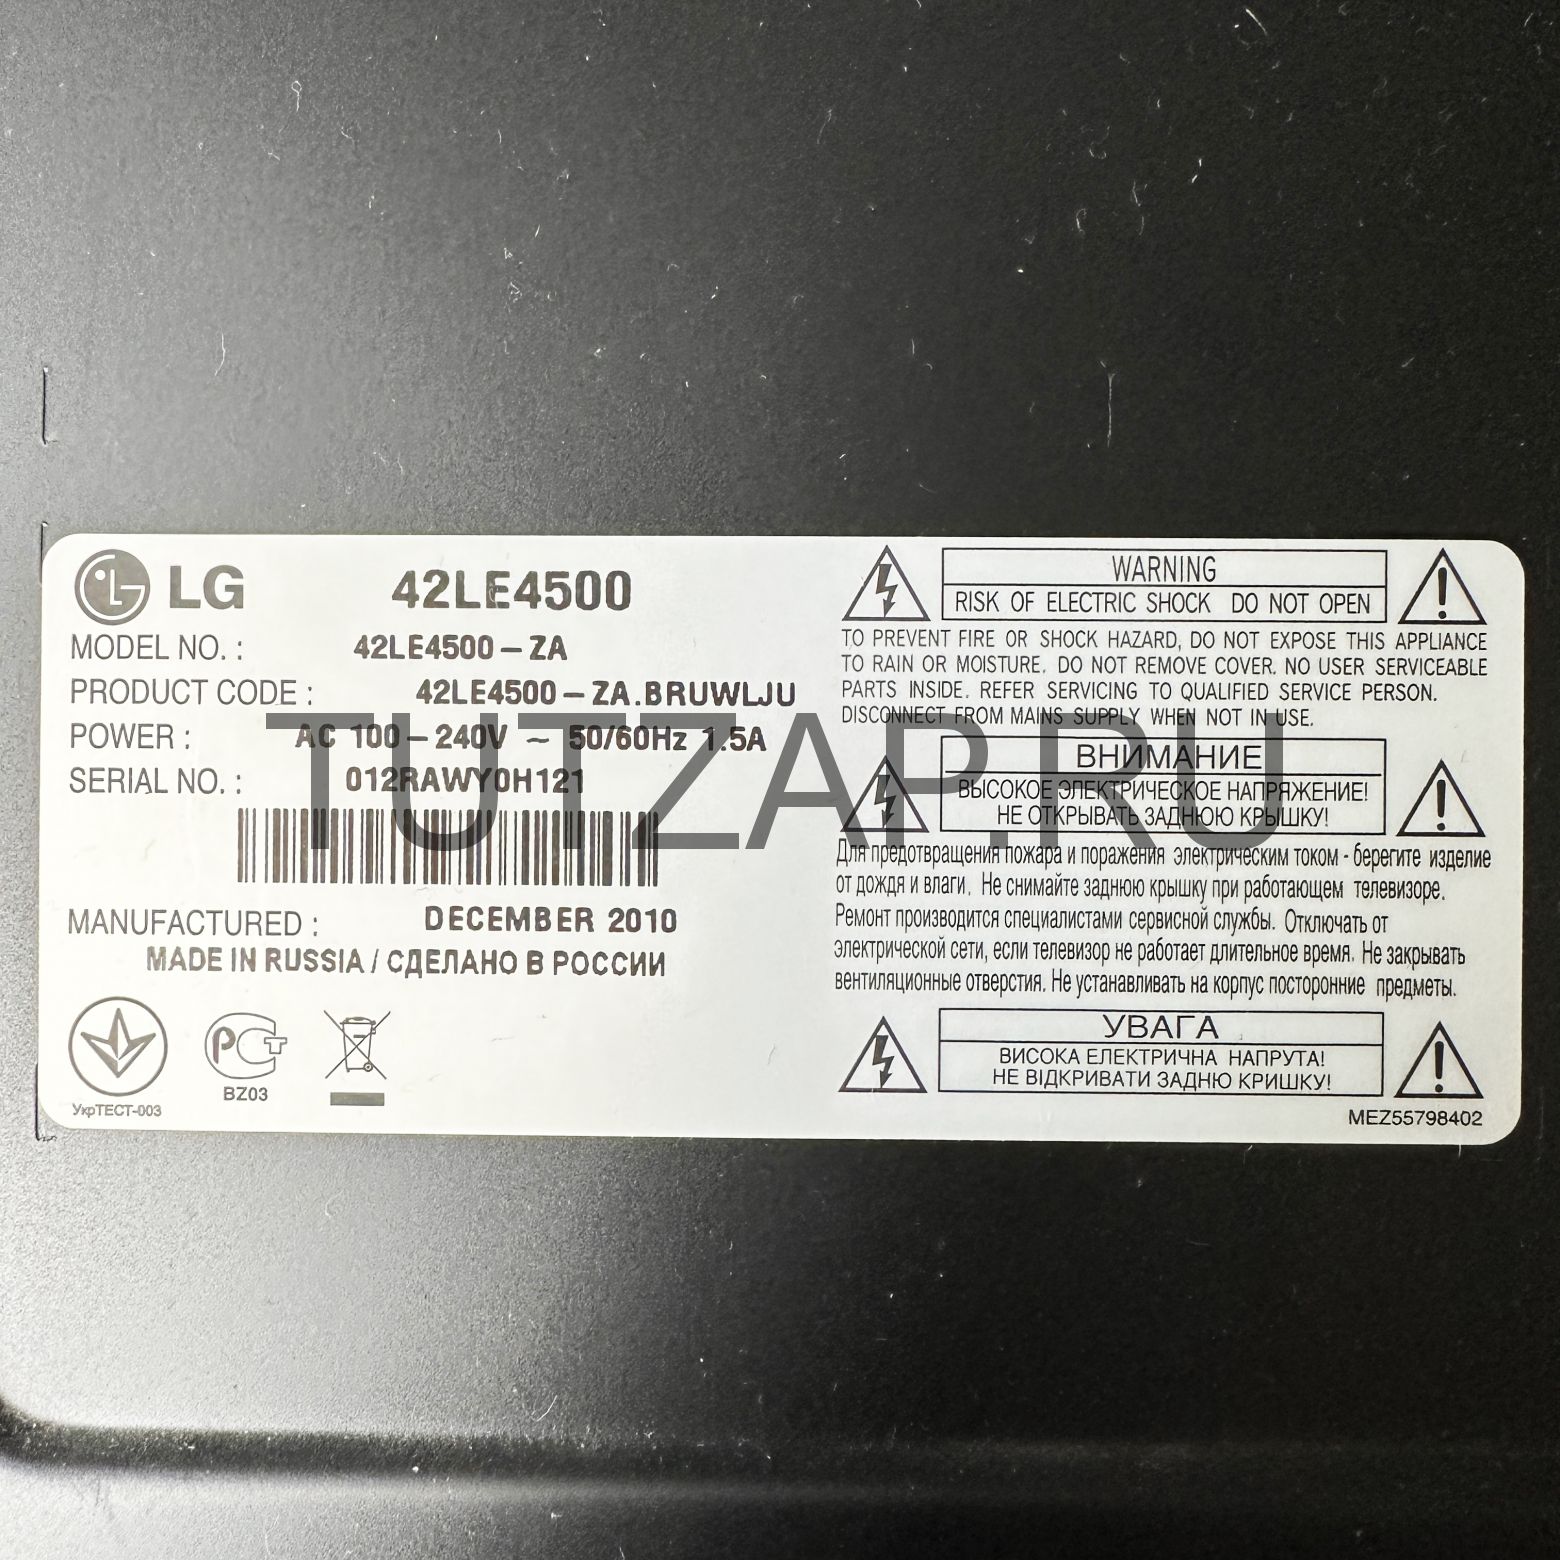 LG 42LE4500
MODEL NO. : 42LE4500-ZA
PRODUCT CODE : 42LE4500-ZA.BRUWLJU
POWER : AC 100-240V ~ 50/60Hz 1.5A
SERIAL NO. : 012RAWY0H121
MANUFACTURED : DECEMBER 2010
MADE IN RUSSIA / СДЕЛАНО В РОССИИ
УкрТЕСТ-003
РСТ
BZ03
WARNING
RISK OF ELECTRIC SHOCK DO NOT OPEN
TO PREVENT FIRE OR SHOCK HAZARD, DO NOT EXPOSE THIS APPLIANCE
TO RAIN OR MOISTURE. DO NOT REMOVE COVER. NO USER SERVICEABLE
PARTS INSIDE. REFER SERVICING TO QUALIFIED SERVICE PERSON.
DISCONNECT FROM MAINS SUPPLY WHEN NOT IN USE.
ВНИМАНИЕ
ВЫСОКОЕ ЭЛЕКТРИЧЕСКОЕ НАПРЯЖЕНИЕ!
НЕ ОТКРЫВАТЬ ЗАДНЮЮ КРЫШКУ!
Для предотвращения пожара и поражения электрическим током - берегите изделие
от дождя и влаги. Не снимайте заднюю крышку при работающем телевизоре.
Ремонт производится специалистами сервисной службы. Отключать от
электрической сети, если телевизор не работает длительное время. Не закрывать
вентиляционные отверстия. Не устанавливать на корпус посторонние предметы.
УВАГА
ВИСОКА ЕЛЕКТРИЧНА НАПРУГА!
НЕ ВІДКРИВАТИ ЗАДНЮ КРИШКУ!
MEZ55798402
TUTZAP.RU